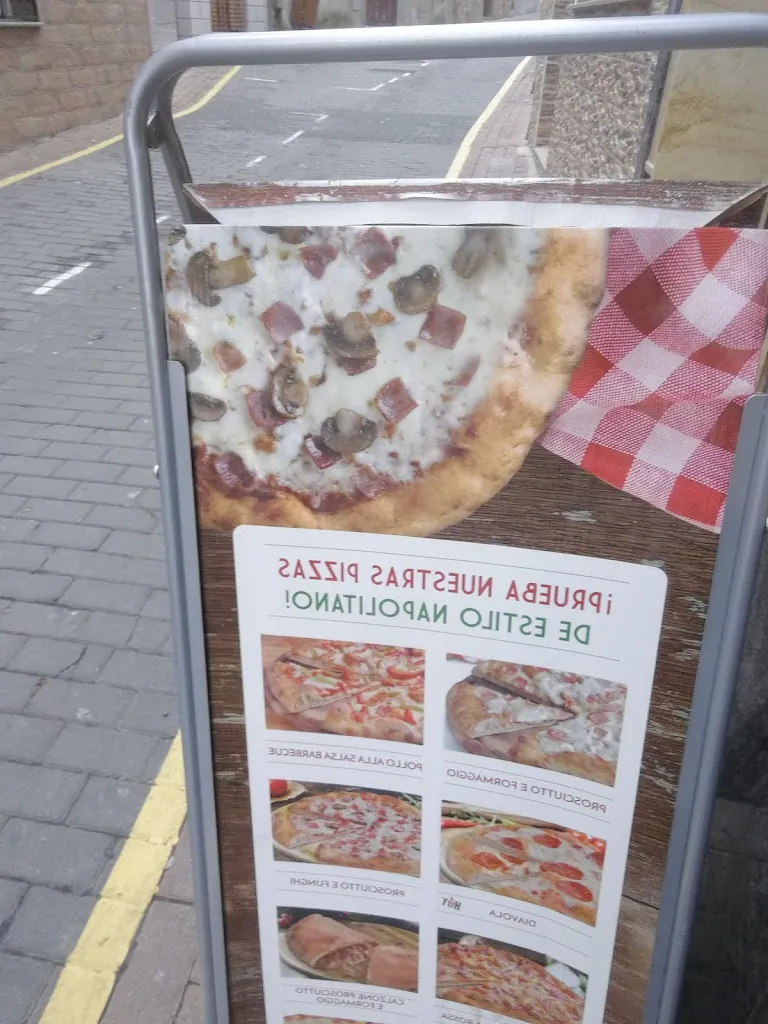 ¡PRUEBA NUESTRAS PIZZAS
DE ESTILO NAPOLITANO!
PROSCIUTTO E FORMAGGIO
POLLO ALLA SALSA BARBECUE
DIAVOLA
HOT
PROSCIUTTO E FUNGHI
ROSSA
CALZONE PROSCIUTTO
E FORMAGGIO